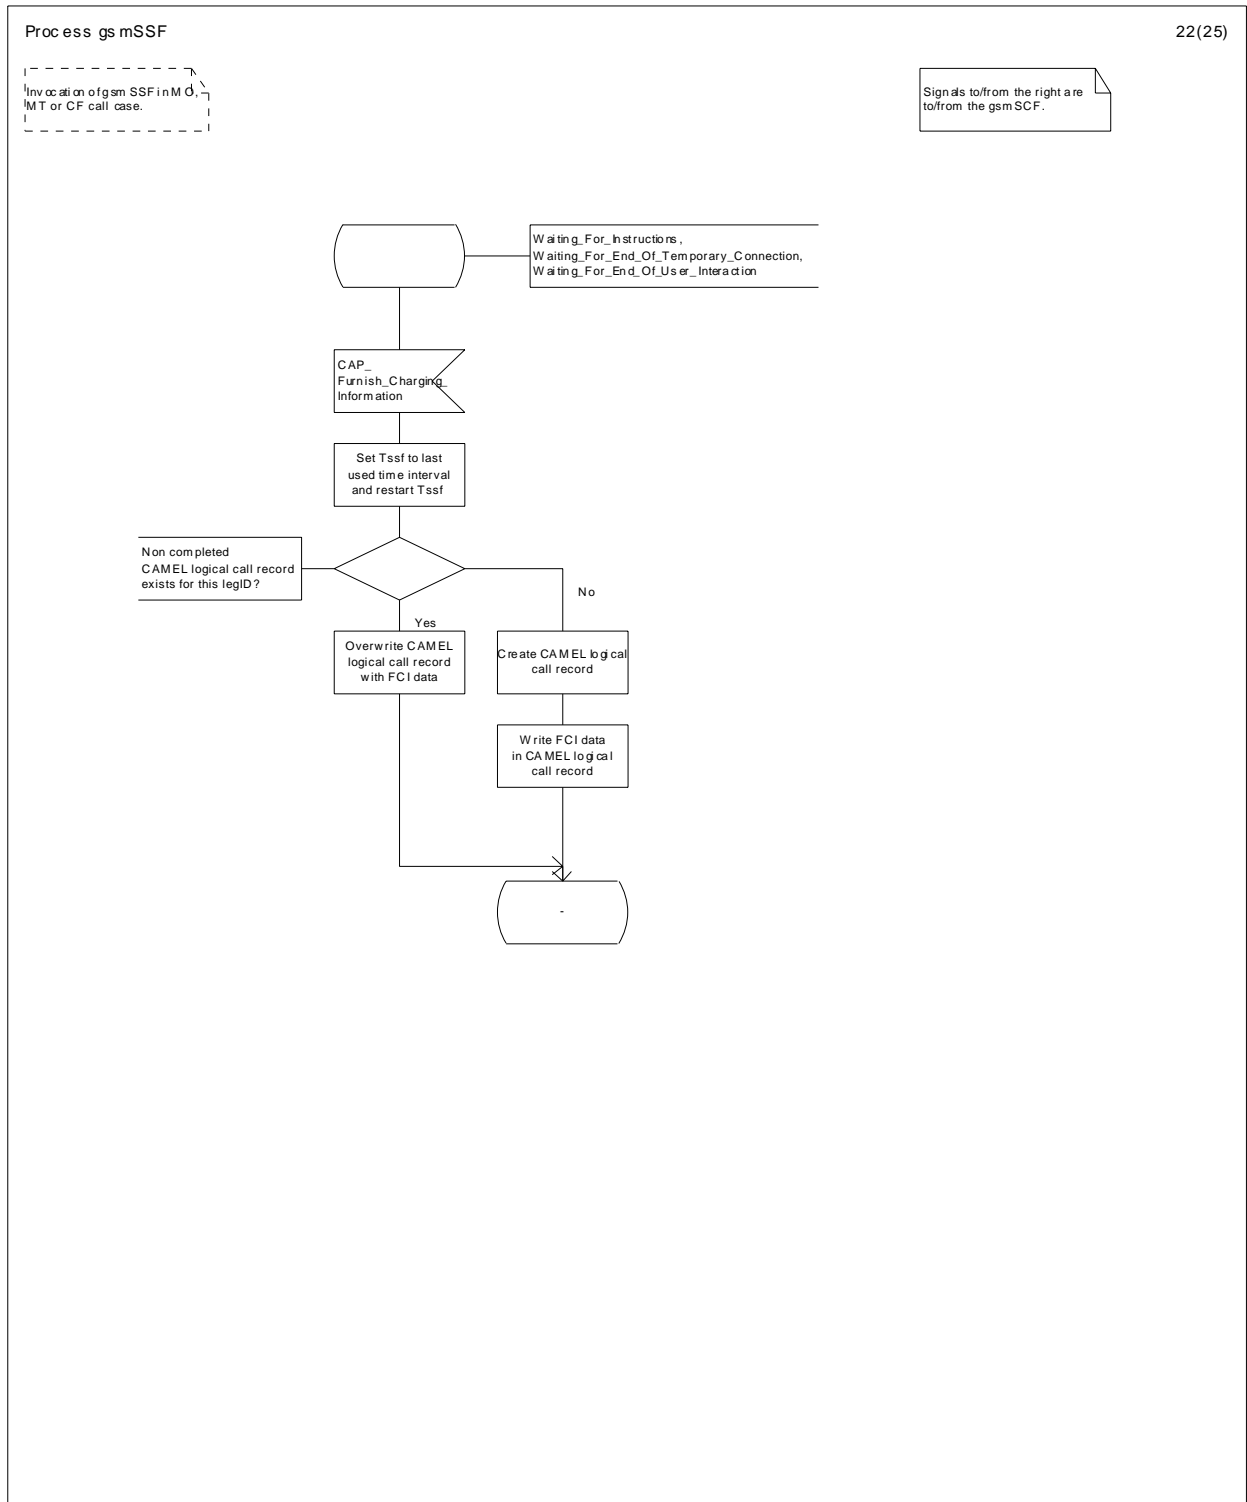 Process gsmSSF
22(25)
Invocation of gsmSSF in MO,
MT or CF call case.
Signals to/from the right are
to/from the gsmSCF.
Waiting_For_Instructions,
Waiting_For_End_Of_Temporary_Connection,
Waiting_For_End_Of_User_Interaction
CAP_
Furnish_Charging_
Information
Set Tssf to last
used time interval
and restart Tssf
Non completed
CAMEL logical call record
exists for this legID?
No
Yes
Overwrite CAMEL
logical call record
with FCI data
Create CAMEL logical
call record
Write FCI data
in CAMEL logical
call record
-